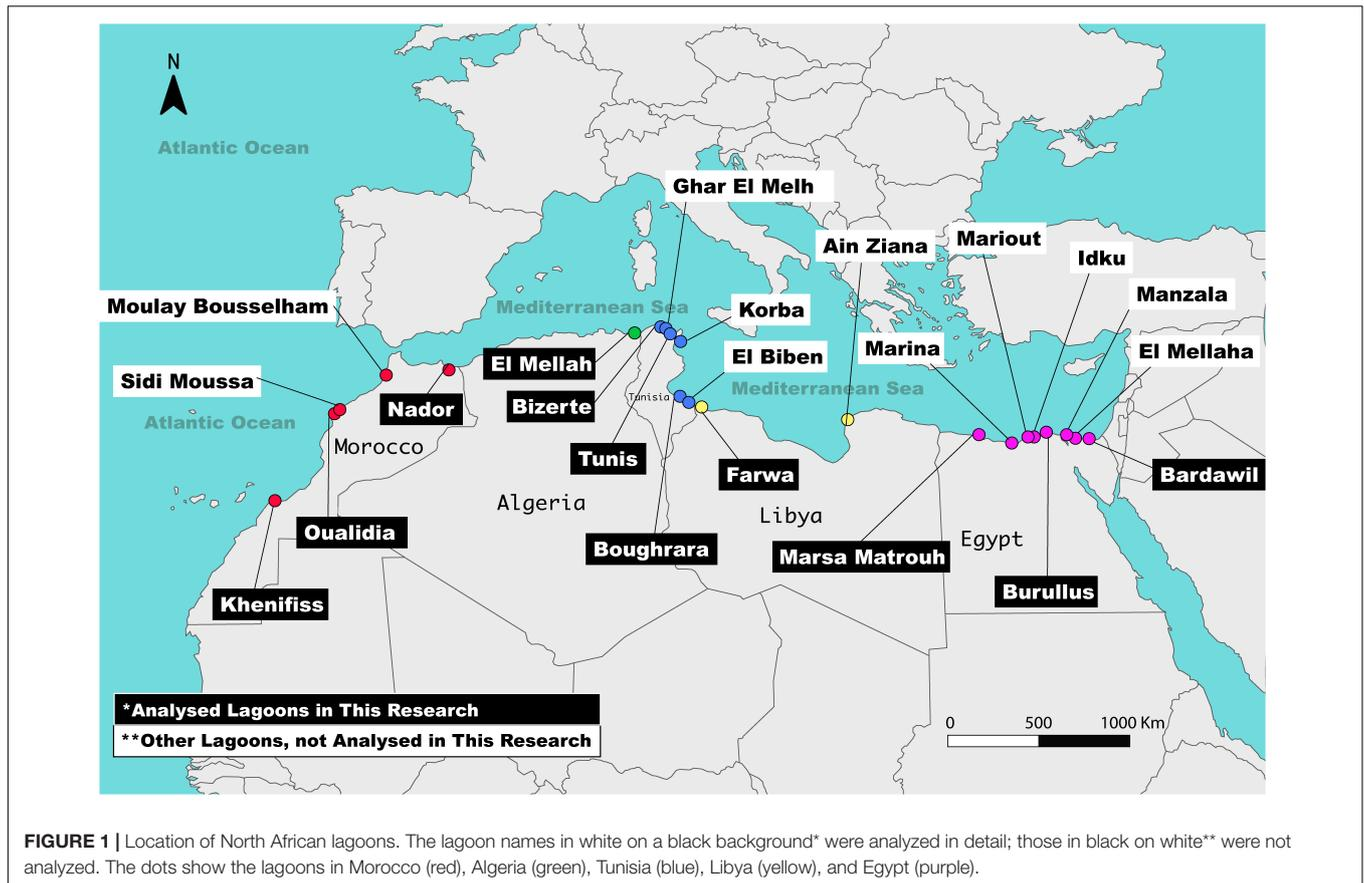 N
Atlantic Ocean
Ghar El Melh
Ain Ziana
Mariout
Idku
Manzala
Moulay Bousselham
Mediterranean Sea
Korba
El Biben
Marina
El Mellaha
Sidi Moussa
El Mellah
Mediterranean Sea
Nador
Bizerte
Tunisia
Atlantic Ocean
Morocco
Tunis
Farwa
Bardawil
Algeria
Libya
Oualidia
Egypt
Boughrara
Marsa Matrouh
Khenifiss
Burullus
*Analysed Lagoons in This Research
**Other Lagoons, not Analysed in This Research
0 500 1000 Km
FIGURE 1 | Location of North African lagoons. The lagoon names in white on a black background* were analyzed in detail; those in black on white** were not
analyzed. The dots show the lagoons in Morocco (red), Algeria (green), Tunisia (blue), Libya (yellow), and Egypt (purple).